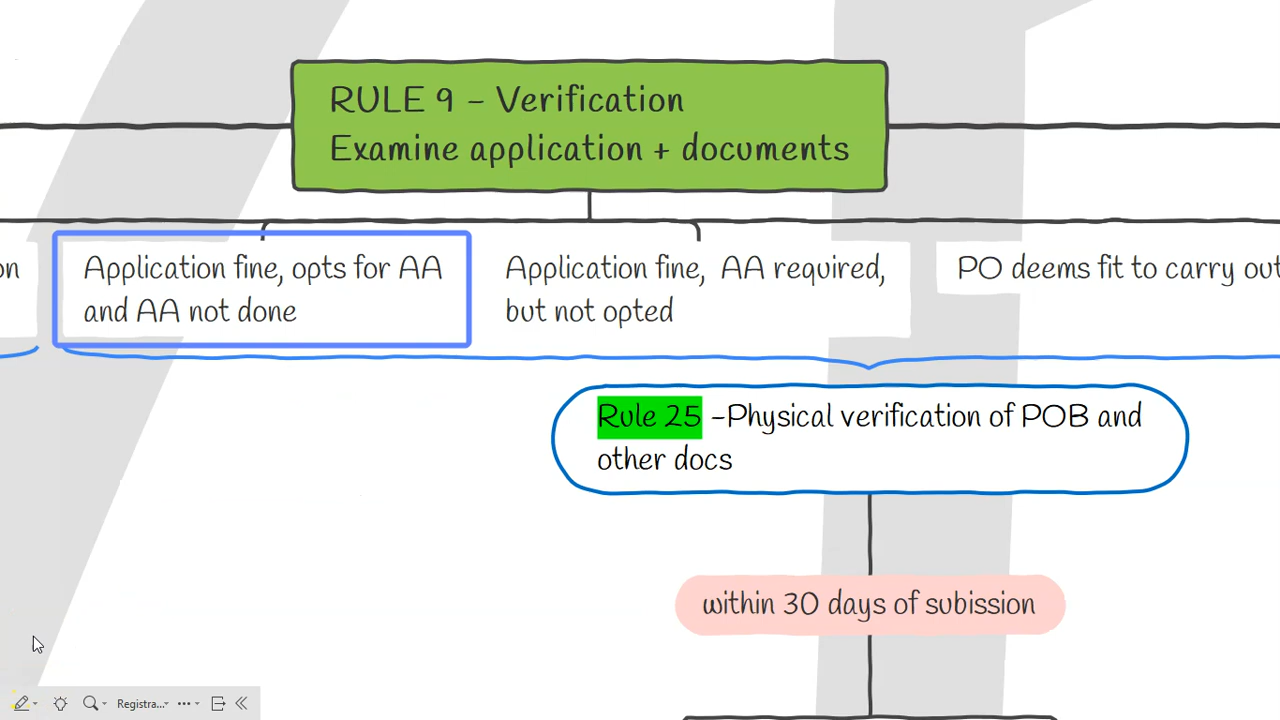 RULE 9 - Verification
Examine application + documents
on
Application fine, opts for AA
and AA not done
Application fine, AA required,
but not opted
PO deems fit to carry out
Rule 25 -Physical verification of POB and
other docs
within 30 days of subission
Registra...